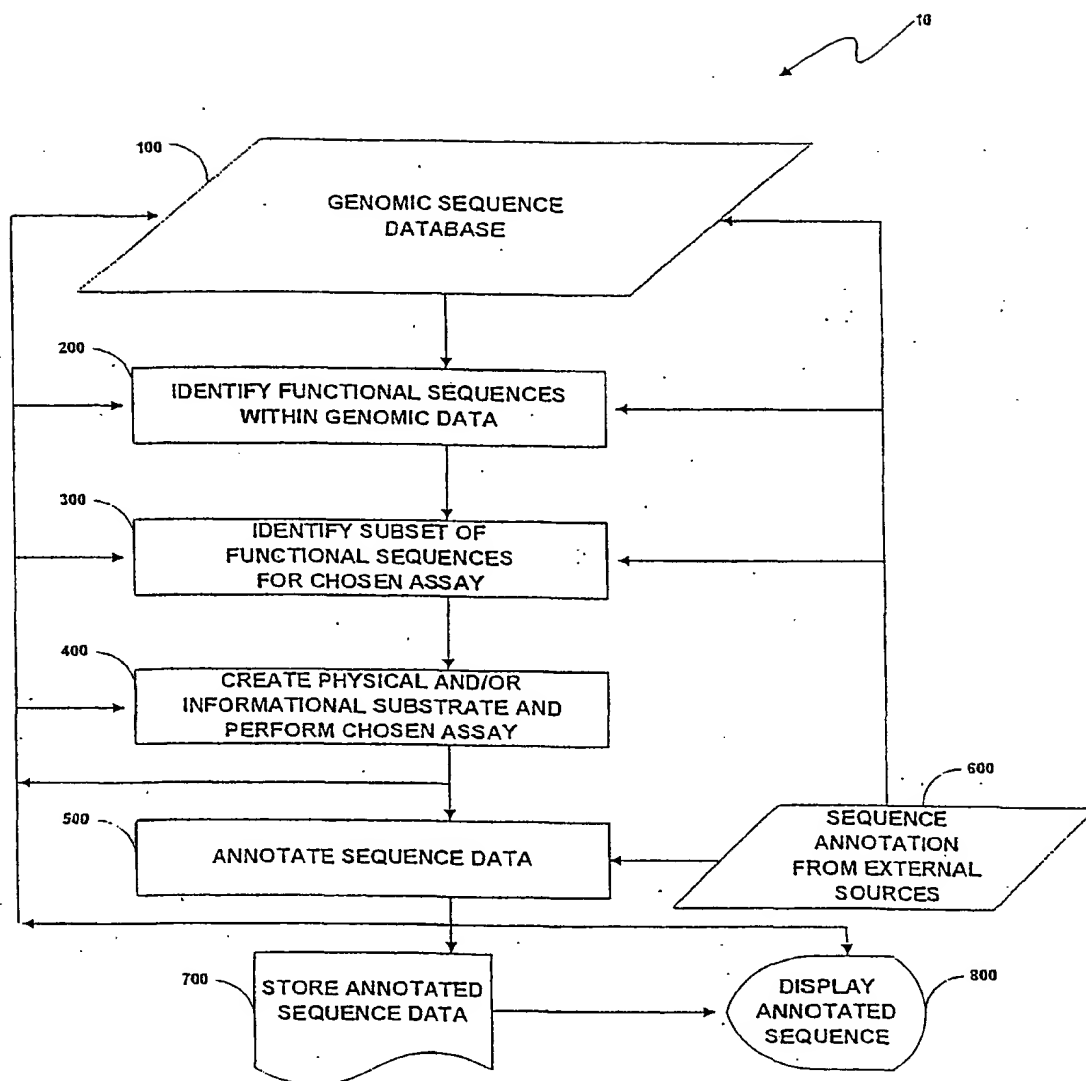 10
100
GENOMIC SEQUENCE
DATABASE
200
IDENTIFY FUNCTIONAL SEQUENCES
WITHIN GENOMIC DATA
300
IDENTIFY SUBSET OF
FUNCTIONAL SEQUENCES
FOR CHOSEN ASSAY
400
CREATE PHYSICAL AND/OR
INFORMATIONAL SUBSTRATE AND
PERFORM CHOSEN ASSAY
500
ANNOTATE SEQUENCE DATA
600
SEQUENCE
ANNOTATION
FROM EXTERNAL
SOURCES
700
STORE ANNOTATED
SEQUENCE DATA
800
DISPLAY
ANNOTATED
SEQUENCE